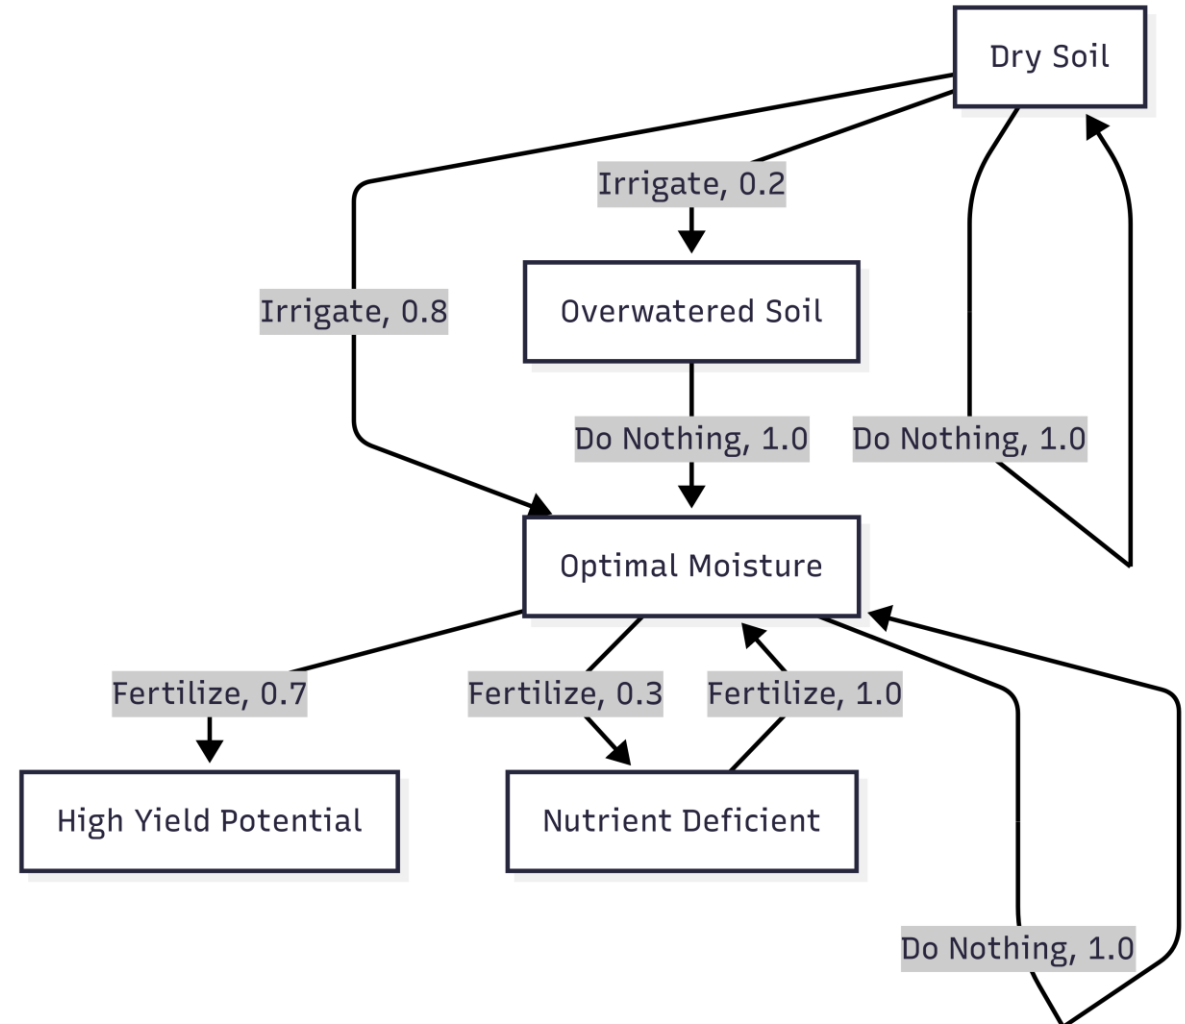 Dry Soil
Irrigate, 0.2
Irrigate, 0.8
Overwatered Soil
Do Nothing, 1.0
Do Nothing, 1.0
Optimal Moisture
Fertilize, 0.7
Fertilize, 0.3
Fertilize, 1.0
High Yield Potential
Nutrient Deficient
Do Nothing, 1.0